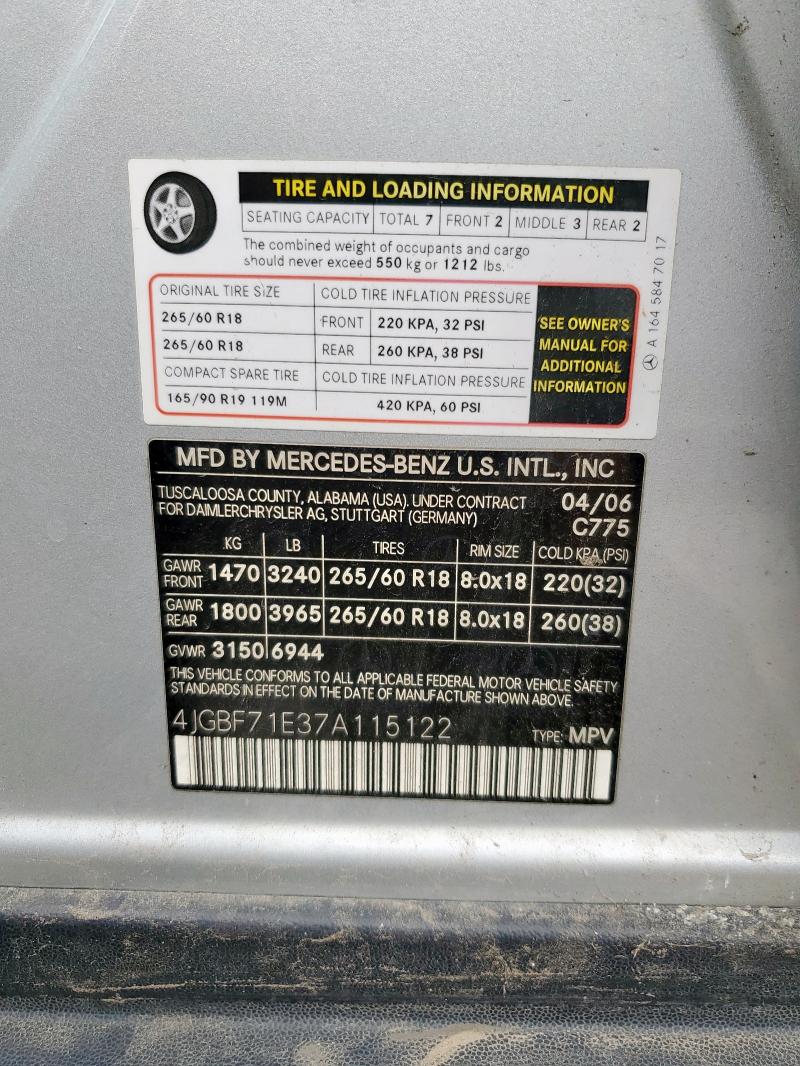 TIRE AND LOADING INFORMATION
SEATING CAPACITY TOTAL 7 FRONT 2 MIDDLE 3 REAR 2
The combined weight of occupants and cargo
should never exceed 550 kg or 1212 lbs.
ORIGINAL TIRE SIZE COLD TIRE INFLATION PRESSURE
265/60 R18 FRONT 220 KPA, 32 PSI
265/60 R18 REAR 260 KPA, 38 PSI
COMPACT SPARE TIRE COLD TIRE INFLATION PRESSURE
165/90 R19 119M 420 KPA, 60 PSI
SEE OWNER'S
MANUAL FOR
ADDITIONAL
INFORMATION
A 164 584 70 17
MFD BY MERCEDES-BENZ U.S. INTL., INC
TUSCALOOSA COUNTY, ALABAMA (USA). UNDER CONTRACT 04/06
FOR DAIMLERCHRYSLER AG, STUTTGART (GERMANY) C775
KG LB TIRES RIM SIZE COLD KPA (PSI)
GAWR FRONT 1470 3240 265/60 R18 8.0x18 220(32)
GAWR REAR 1800 3965 265/60 R18 8.0x18 260(38)
GVWR 3150 6944
THIS VEHICLE CONFORMS TO ALL APPLICABLE FEDERAL MOTOR VEHICLE SAFETY
STANDARDS IN EFFECT ON THE DATE OF MANUFACTURE SHOWN ABOVE.
4JGBF71E37A115122 TYPE: MPV